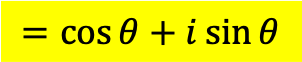 = cos θ + i sin θ